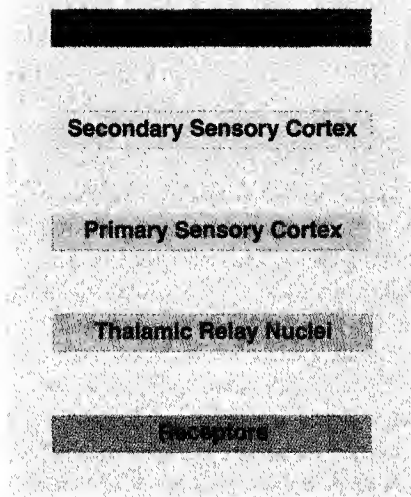 Secondary Sensory Cortex
Primary Sensory Cortex
Thalamic Relay Nuclei
Receptors